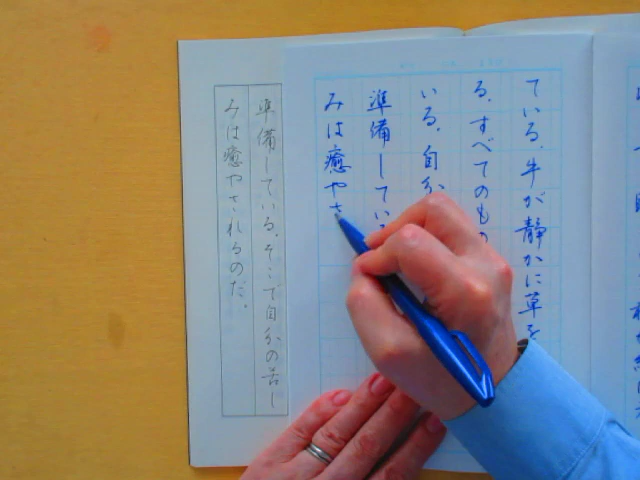 ている。牛が静かに草を
る。すべてのもの
いる。自分
準備している
みは癒やさ
準備している。そこで自分の苦し
みは癒やされるのだ。